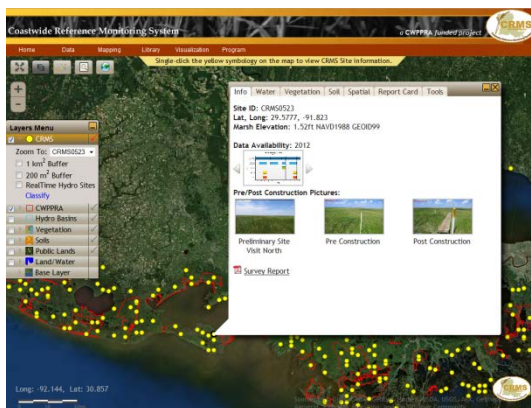 Coastwide Reference Monitoring System
a CWPPRA funded project
CRMS
Home Data Mapping Library Visualization Program
Single-click the yellow symbology on the map to view CRMS Site information.
+
-
Layers Menu
CRMS
Zoom To: CRMS0523
1 km² Buffer
200 m² Buffer
RealTime Hydro Sites
Classify
CWPPRA
Hydro Basins
Vegetation
Soils
Public Lands
Land/Water
Base Layer
Info Water Vegetation Soil Spatial Report Card Tools
Site ID: CRMS0523
Lat, Long: 29.5777, -91.823
Marsh Elevation: 1.52ft NAVD1988 GEOID99
Data Availability: 2012
Pre/Post Construction Pictures:
Preliminary Site Visit North
Pre Construction
Post Construction
Survey Report
Long: -92.144, Lat: 30.857
CRMS